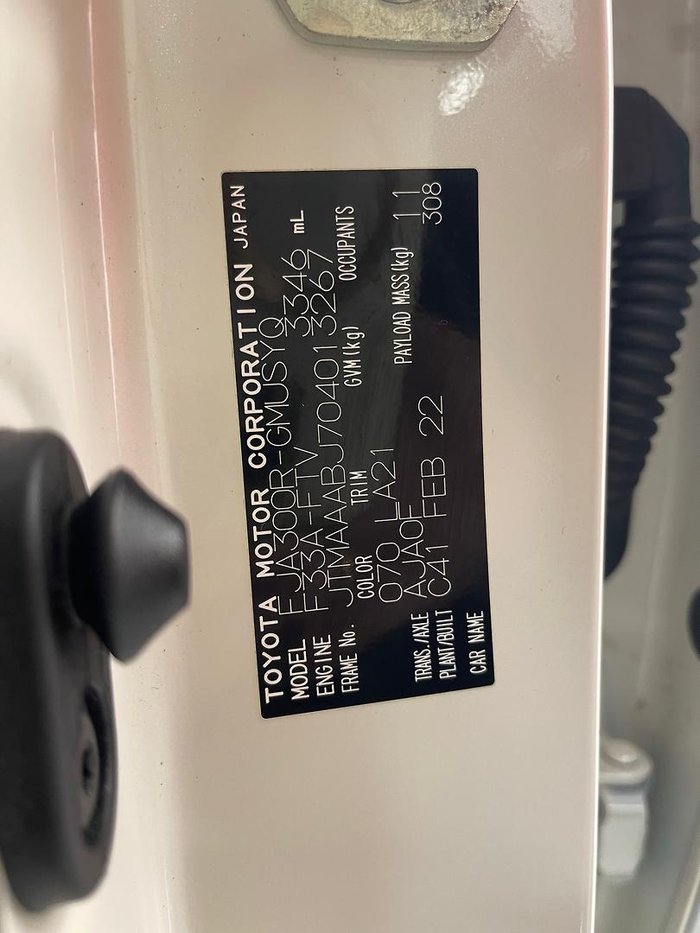 TOYOTA MOTOR CORPORATION JAPAN
MODEL FJA300R-GMUSYQ
ENGINE F33A-FTV 3346 mL
FRAME No. JTMAAABJ704013267
COLOR TRIM GVM(kg) OCCUPANTS
070 LA21 11
TRANS./AXLE AJA0F PAYLOAD MASS(kg) 308
PLANT/BUILT C41 FEB 22
CAR NAME